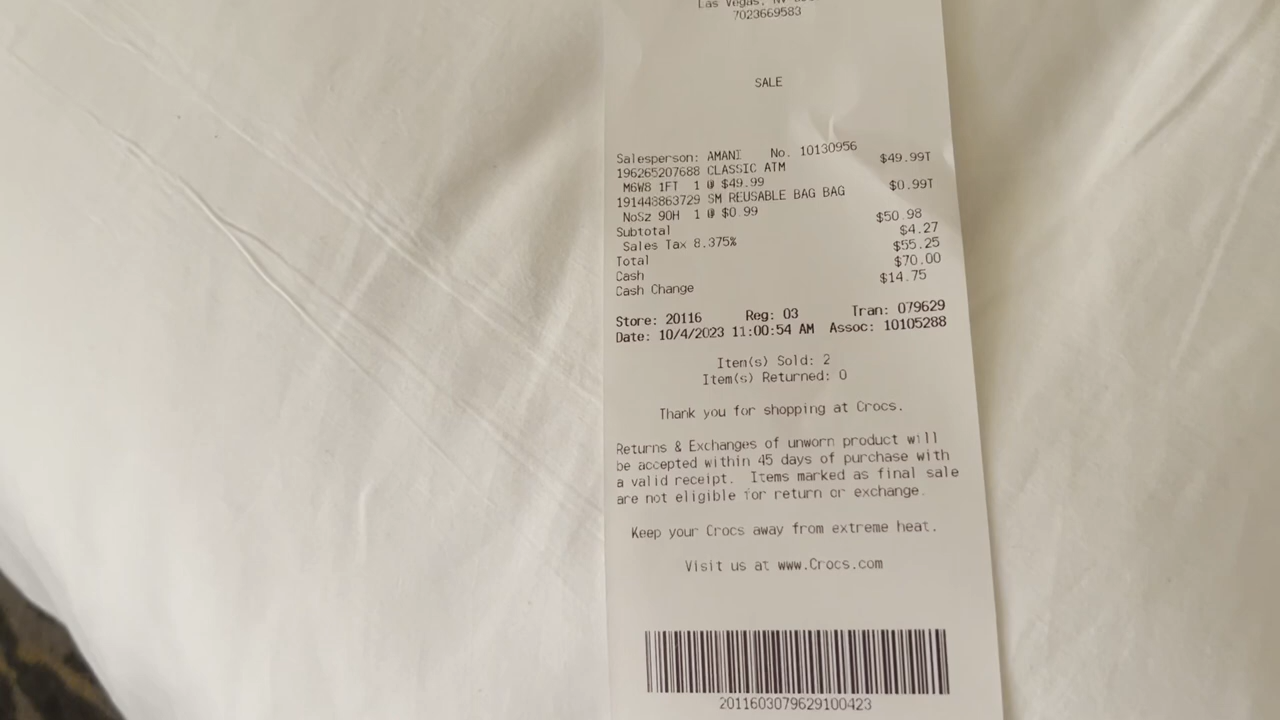 Las Vegas, NV
7023669583
SALE
Salesperson: AMANI No. 10130956
196265207688 CLASSIC ATM $49.99T
M6W8 1FT 1 @ $49.99
191448863729 SM REUSABLE BAG BAG $0.99T
NoSz 90H 1 @ $0.99
Subtotal $50.98
Sales Tax 8.375% $4.27
Total $55.25
Cash $70.00
Cash Change $14.75
Store: 20116 Reg: 03 Tran: 079629
Date: 10/4/2023 11:00:54 AM Assoc: 10105288
Item(s) Sold: 2
Item(s) Returned: 0
Thank you for shopping at Crocs.
Returns & Exchanges of unworn product will
be accepted within 45 days of purchase with
a valid receipt. Items marked as final sale
are not eligible for return or exchange.
Keep your Crocs away from extreme heat.
Visit us at www.Crocs.com
2011603079629100423